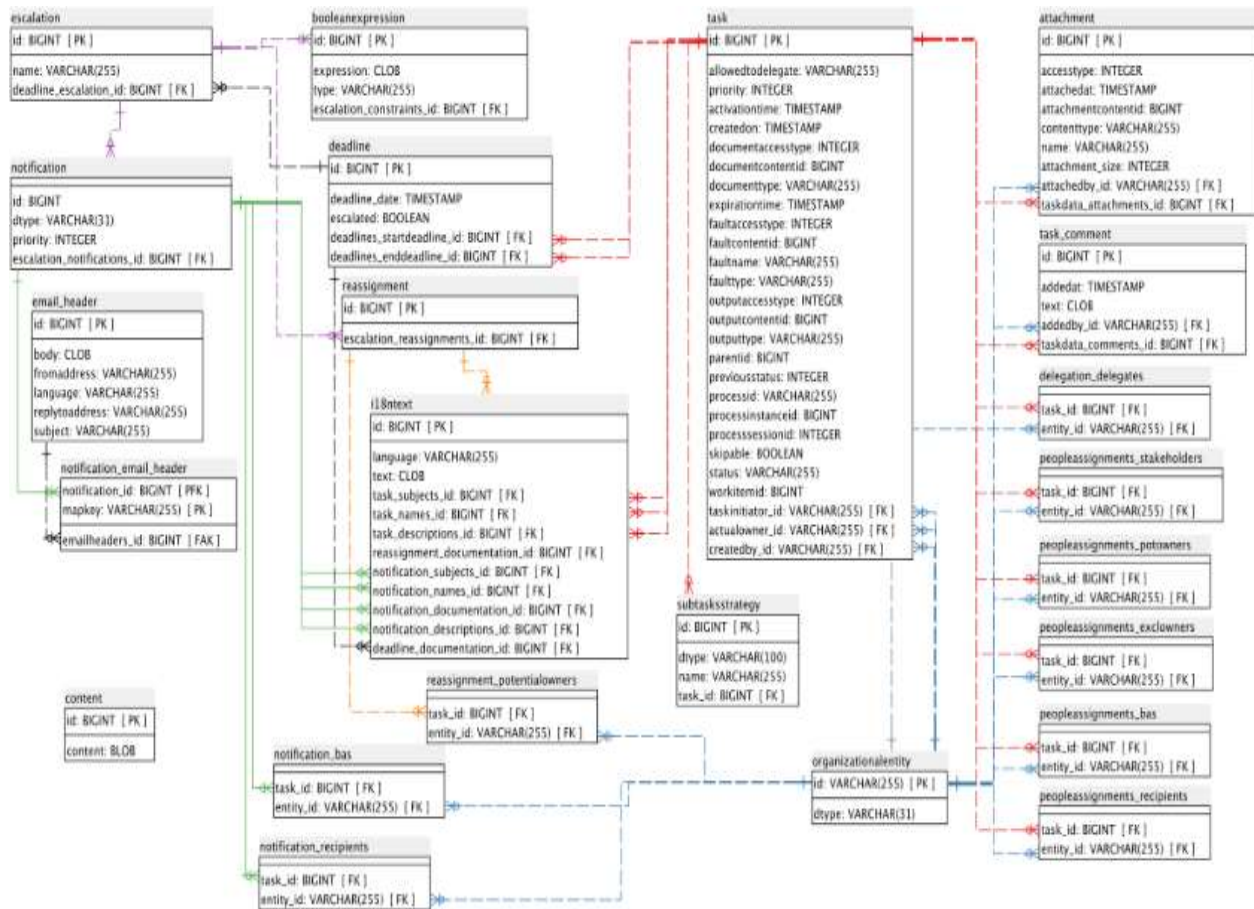 escalation
id: BIGINT [ PK ]
name: VARCHAR(255)
deadline_escalation_id: BIGINT [ FK ]
booleanexpression
id: BIGINT [ PK ]
expression: CLOB
type: VARCHAR(255)
escalation_constraints_id: BIGINT [ FK ]
notification
id: BIGINT
dtype: VARCHAR(31)
priority: INTEGER
escalation_notifications_id: BIGINT [ FK ]
deadline
id: BIGINT [ PK ]
deadline_date: TIMESTAMP
escalated: BOOLEAN
deadlines_startdeadline_id: BIGINT [ FK ]
deadlines_enddeadline_id: BIGINT [ FK ]
reassignment
id: BIGINT [ PK ]
escalation_reassignments_id: BIGINT [ FK ]
email_header
id: BIGINT [ PK ]
body: CLOB
fromaddress: VARCHAR(255)
language: VARCHAR(255)
replytoaddress: VARCHAR(255)
subject: VARCHAR(255)
notification_email_header
notification_id: BIGINT [ PFK ]
mapkey: VARCHAR(255) [ PK ]
emailheaders_id: BIGINT [ FAK ]
i18ntext
id: BIGINT [ PK ]
language: VARCHAR(255)
text: CLOB
task_subjects_id: BIGINT [ FK ]
task_names_id: BIGINT [ FK ]
task_descriptions_id: BIGINT [ FK ]
reassignment_documentation_id: BIGINT [ FK ]
notification_subjects_id: BIGINT [ FK ]
notification_names_id: BIGINT [ FK ]
notification_documentation_id: BIGINT [ FK ]
notification_descriptions_id: BIGINT [ FK ]
deadline_documentation_id: BIGINT [ FK ]
content
id: BIGINT [ PK ]
content: BLOB
reassignment_potentialowners
task_id: BIGINT [ FK ]
entity_id: VARCHAR(255) [ FK ]
notification_bas
task_id: BIGINT [ FK ]
entity_id: VARCHAR(255) [ FK ]
notification_recipients
task_id: BIGINT [ FK ]
entity_id: VARCHAR(255) [ FK ]
task
id: BIGINT [ PK ]
allowedtodelegate: VARCHAR(255)
priority: INTEGER
activationtime: TIMESTAMP
createdon: TIMESTAMP
documentaccesstype: INTEGER
documentcontentid: BIGINT
documenttype: VARCHAR(255)
expirationtime: TIMESTAMP
faultaccesstype: INTEGER
faultcontentid: BIGINT
faultname: VARCHAR(255)
faulttype: VARCHAR(255)
outputaccesstype: INTEGER
outputcontentid: BIGINT
outputtype: VARCHAR(255)
parentid: BIGINT
previousstatus: INTEGER
processid: VARCHAR(255)
processinstanceid: BIGINT
processsessionid: INTEGER
skipable: BOOLEAN
status: VARCHAR(255)
workitemid: BIGINT
taskinitiator_id: VARCHAR(255) [ FK ]
actualowner_id: VARCHAR(255) [ FK ]
createdby_id: VARCHAR(255) [ FK ]
subtasksstrategy
id: BIGINT [ PK ]
dtype: VARCHAR(100)
name: VARCHAR(255)
task_id: BIGINT [ FK ]
organizationalentity
id: VARCHAR(255) [ PK ]
dtype: VARCHAR(31)
attachment
id: BIGINT [ PK ]
accesstype: INTEGER
attachedat: TIMESTAMP
attachmentcontentid: BIGINT
contenttype: VARCHAR(255)
name: VARCHAR(255)
attachment_size: INTEGER
attachedby_id: VARCHAR(255) [ FK ]
taskdata_attachments_id: BIGINT [ FK ]
task_comment
id: BIGINT [ PK ]
addedat: TIMESTAMP
text: CLOB
addedby_id: VARCHAR(255) [ FK ]
taskdata_comments_id: BIGINT [ FK ]
delegation_delegates
task_id: BIGINT [ FK ]
entity_id: VARCHAR(255) [ FK ]
peopleassignments_stakeholders
task_id: BIGINT [ FK ]
entity_id: VARCHAR(255) [ FK ]
peopleassignments_potowners
task_id: BIGINT [ FK ]
entity_id: VARCHAR(255) [ FK ]
peopleassignments_exclowners
task_id: BIGINT [ FK ]
entity_id: VARCHAR(255) [ FK ]
peopleassignments_bas
task_id: BIGINT [ FK ]
entity_id: VARCHAR(255) [ FK ]
peopleassignments_recipients
task_id: BIGINT [ FK ]
entity_id: VARCHAR(255) [ FK ]